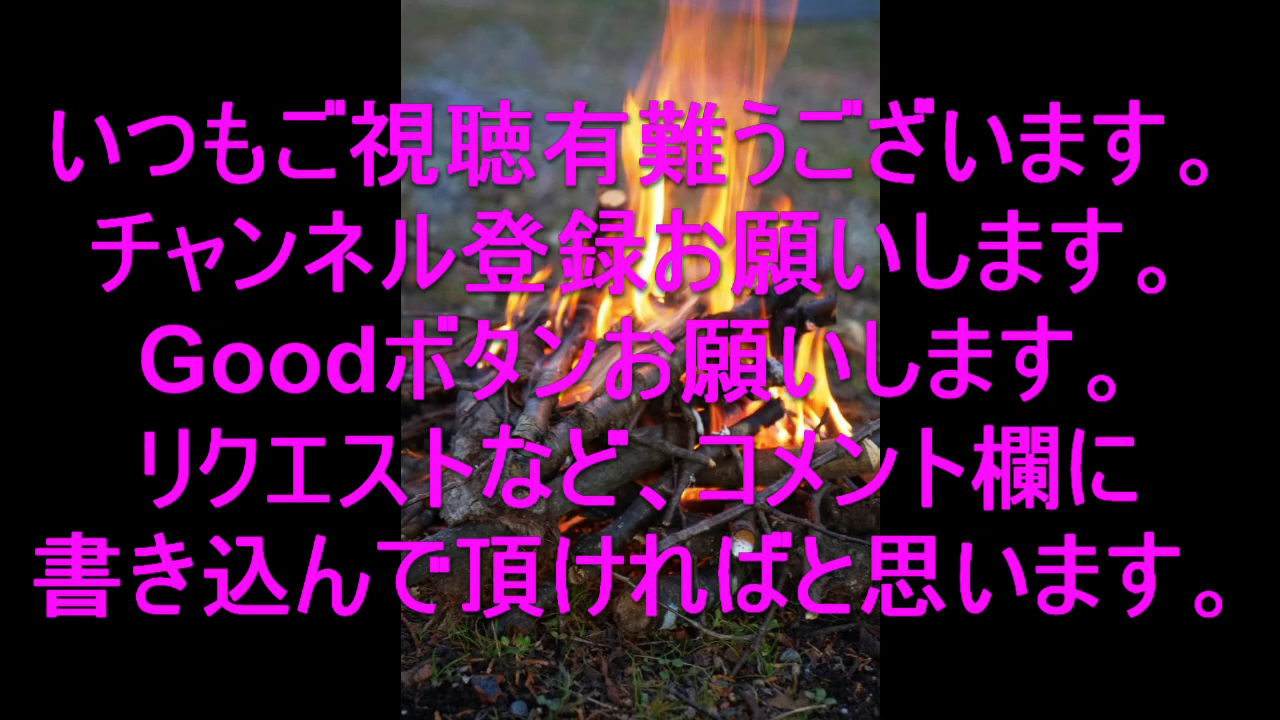 いつもご視聴有難うございます。
チャンネル登録お願いします。
Goodボタンお願いします。
リクエストなど、コメント欄に
書き込んで頂ければと思います。